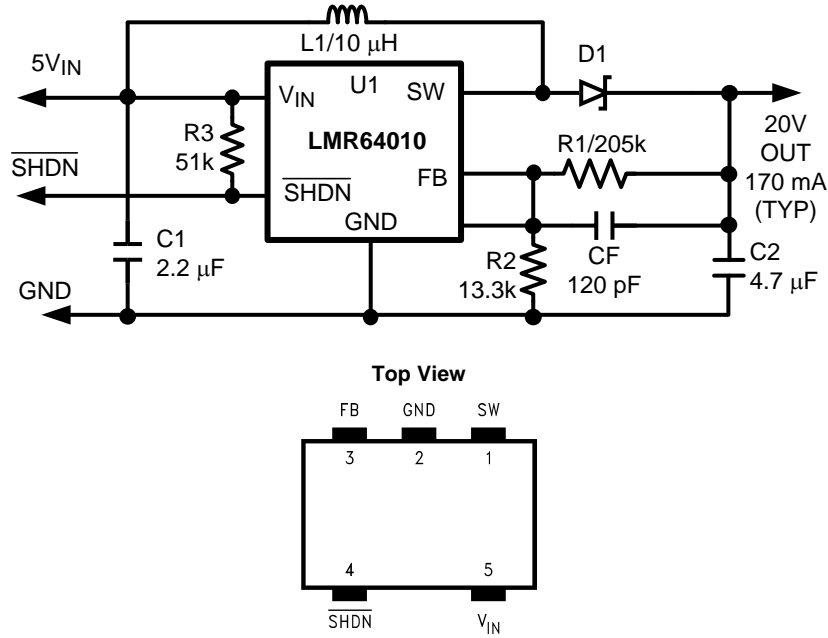 L1/10 μH
5VIN
D1
VIN
U1
SW
R3
51k
LMR64010
R1/205k
20V
OUT
170 mA
(TYP)
SHDN
SHDN
FB
GND
C1
2.2 μF
R2
13.3k
CF
120 pF
C2
4.7 μF
GND
Top View
FB GND SW
3 2 1
4 5
SHDN VIN